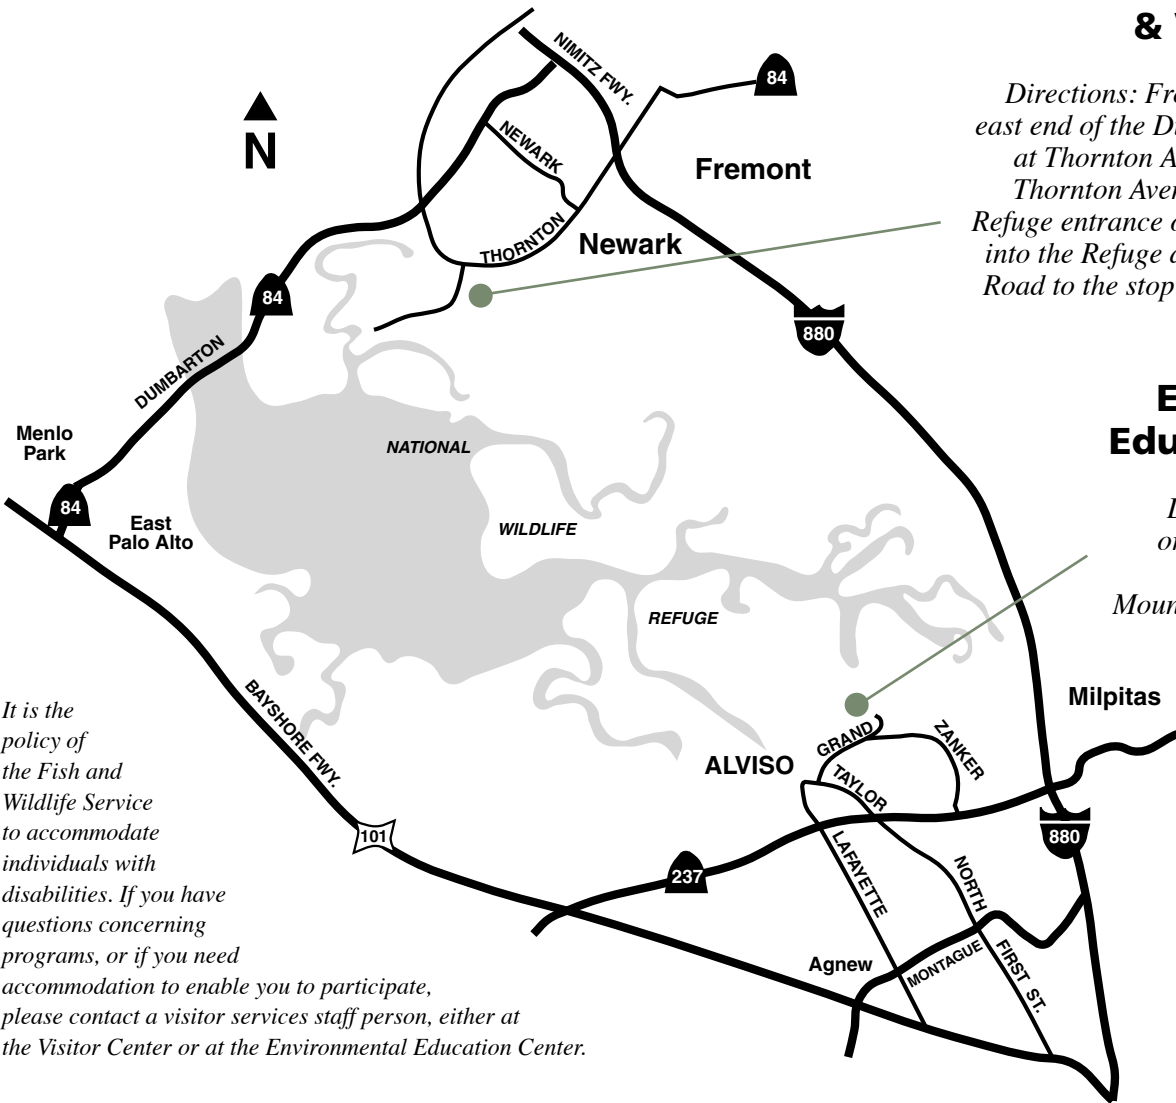 & 
Directions: 
east end of the
at Thornton
Thornton
Refuge entrance
into the Refuge
Road to the stop
Moun
N
NIMITZ FWY.
84
NEWARK
Fremont
THORNTON
Newark
84
880
DUMBARTON
Menlo
Park
NATIONAL
84
East
Palo Alto
WILDLIFE
REFUGE
Milpitas
BAYSHORE FWY.
ALVISO
GRAND
ZANKER
TAYLOR
101
880
LAFAYETTE
237
NORTH
FIRST ST.
Agnew
MONTAGUE
Edu
It is the
policy of
the Fish and
Wildlife Service
to accommodate
individuals with
disabilities. If you have
questions concerning
programs, or if you need
accommodation to enable you to participate,
please contact a visitor services staff person, either at
the Visitor Center or at the Environmental Education Center.